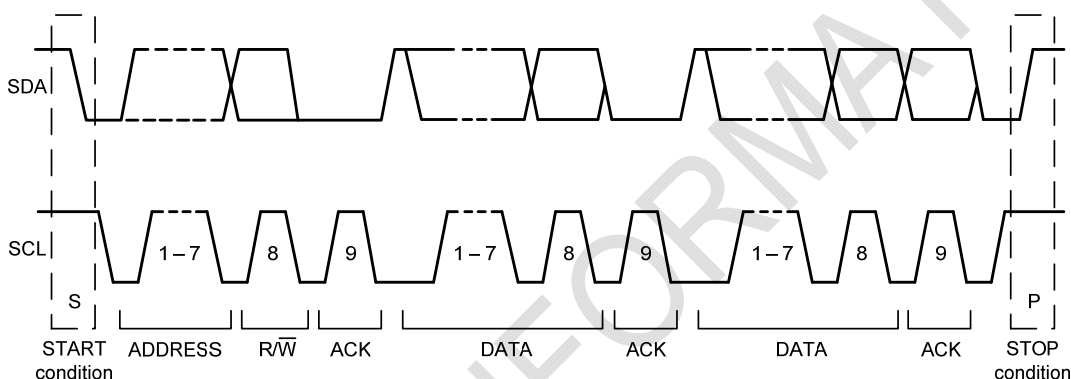 SDA
SCL
1 – 7 8 9 1 – 7 8 9 1 – 7 8 9
S P
START ADDRESS R/W̅ ACK DATA ACK DATA ACK STOP
condition condition